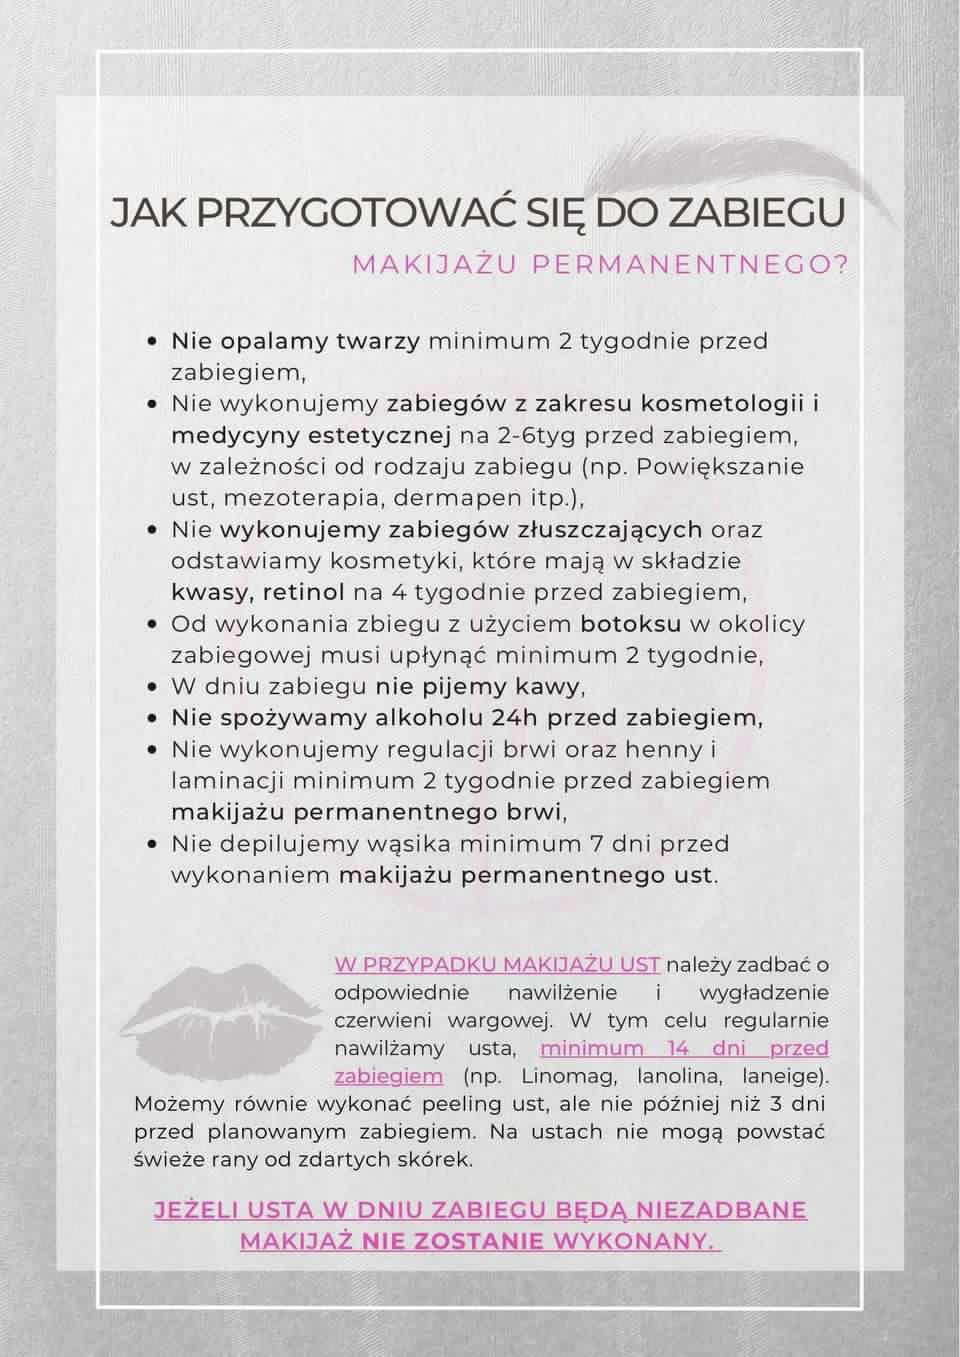 JAK PRZYGOTOWAĆ SIĘ DO ZABIEGU
MAKIJAŻU PERMANENTNEGO?
• Nie opalamy twarzy minimum 2 tygodnie przed
zabiegiem,
• Nie wykonujemy zabiegów z zakresu kosmetologii i
medycyny estetycznej na 2-6tyg przed zabiegiem,
w zależności od rodzaju zabiegu (np. Powiększanie
ust, mezoterapia, dermapen itp.),
• Nie wykonujemy zabiegów złuszczających oraz
odstawiamy kosmetyki, które mają w składzie
kwasy, retinol na 4 tygodnie przed zabiegiem,
• Od wykonania zbiegu z użyciem botoksu w okolicy
zabiegowej musi upłynąć minimum 2 tygodnie,
• W dniu zabiegu nie pijemy kawy,
• Nie spożywamy alkoholu 24h przed zabiegiem,
• Nie wykonujemy regulacji brwi oraz henny i
laminacji minimum 2 tygodnie przed zabiegiem
makijażu permanentnego brwi,
• Nie depilujemy wąsika minimum 7 dni przed
wykonaniem makijażu permanentnego ust.
W PRZYPADKU MAKIJAŻU UST należy zadbać o
odpowiednie nawilżenie i wygładzenie
czerwieni wargowej. W tym celu regularnie
nawilżamy usta, minimum 14 dni przed
zabiegiem (np. Linomag, lanolina, laneige).
Możemy równie wykonać peeling ust, ale nie później niż 3 dni
przed planowanym zabiegiem. Na ustach nie mogą powstać
świeże rany od zdartych skórek.
JEŻELI USTA W DNIU ZABIEGU BĘDĄ NIEZADBANE
MAKIJAŻ NIE ZOSTANIE WYKONANY.